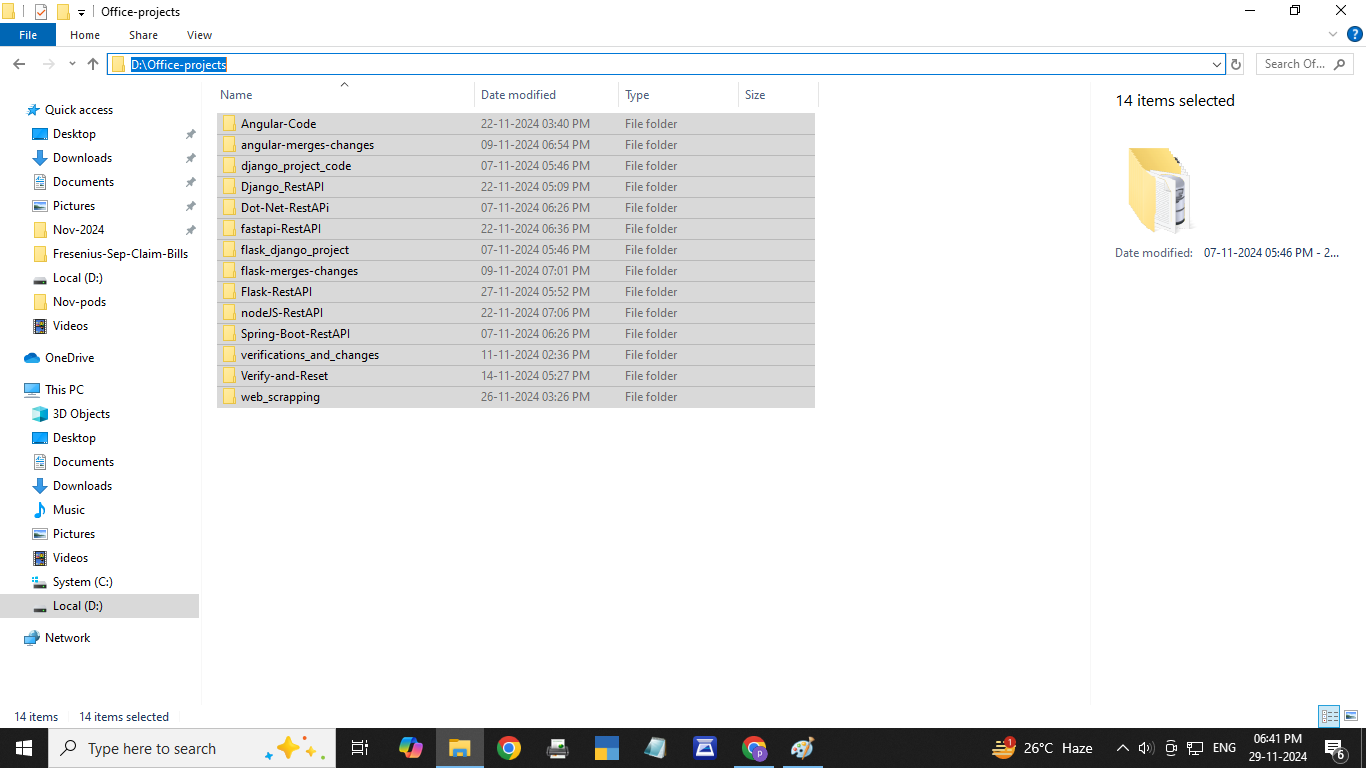 Office-projects
File Home Share View
D:\Office-projects
Search Of...
Name Date modified Type Size
Angular-Code 22-11-2024 03:40 PM File folder
angular-merges-changes 09-11-2024 06:54 PM File folder
django_project_code 07-11-2024 05:46 PM File folder
Django_RestAPI 22-11-2024 05:09 PM File folder
Dot-Net-RestAPi 07-11-2024 06:26 PM File folder
fastapi-RestAPI 22-11-2024 06:36 PM File folder
flask_django_project 07-11-2024 05:46 PM File folder
flask-merges-changes 09-11-2024 07:01 PM File folder
Flask-RestAPI 27-11-2024 05:52 PM File folder
nodeJS-RestAPI 22-11-2024 07:06 PM File folder
Spring-Boot-RestAPI 07-11-2024 06:26 PM File folder
verifications_and_changes 11-11-2024 02:36 PM File folder
Verify-and-Reset 14-11-2024 05:27 PM File folder
web_scrapping 26-11-2024 03:26 PM File folder
14 items selected
Date modified: 07-11-2024 05:46 PM - 2...
Quick access
Desktop
Downloads
Documents
Pictures
Nov-2024
Fresenius-Sep-Claim-Bills
Local (D:)
Nov-pods
Videos
OneDrive
This PC
3D Objects
Desktop
Documents
Downloads
Music
Pictures
Videos
System (C:)
Local (D:)
Network
14 items 14 items selected
Type here to search
p
1
26°C Haze
ENG
06:41 PM
29-11-2024
6